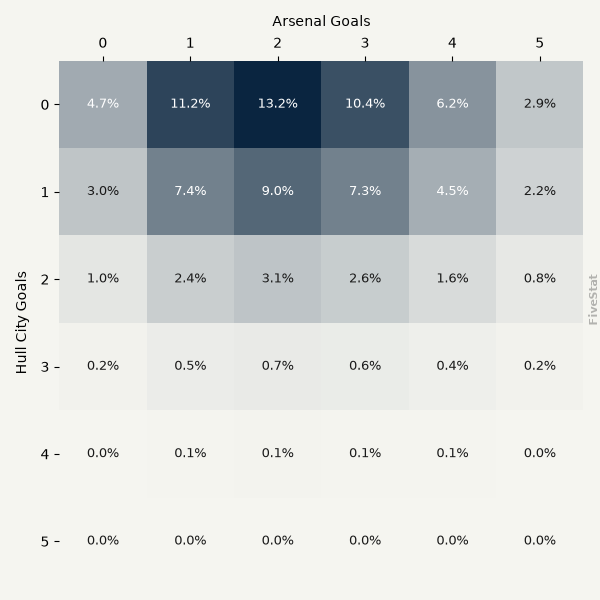 Arsenal Goals
0 1 2 3 4 5
0 4.7% 11.2% 13.2% 10.4% 6.2% 2.9%
1 3.0% 7.4% 9.0% 7.3% 4.5% 2.2%
2 1.0% 2.4% 3.1% 2.6% 1.6% 0.8%
3 0.2% 0.5% 0.7% 0.6% 0.4% 0.2%
4 0.0% 0.1% 0.1% 0.1% 0.1% 0.0%
5 0.0% 0.0% 0.0% 0.0% 0.0% 0.0%
Hull City Goals
FiveStat